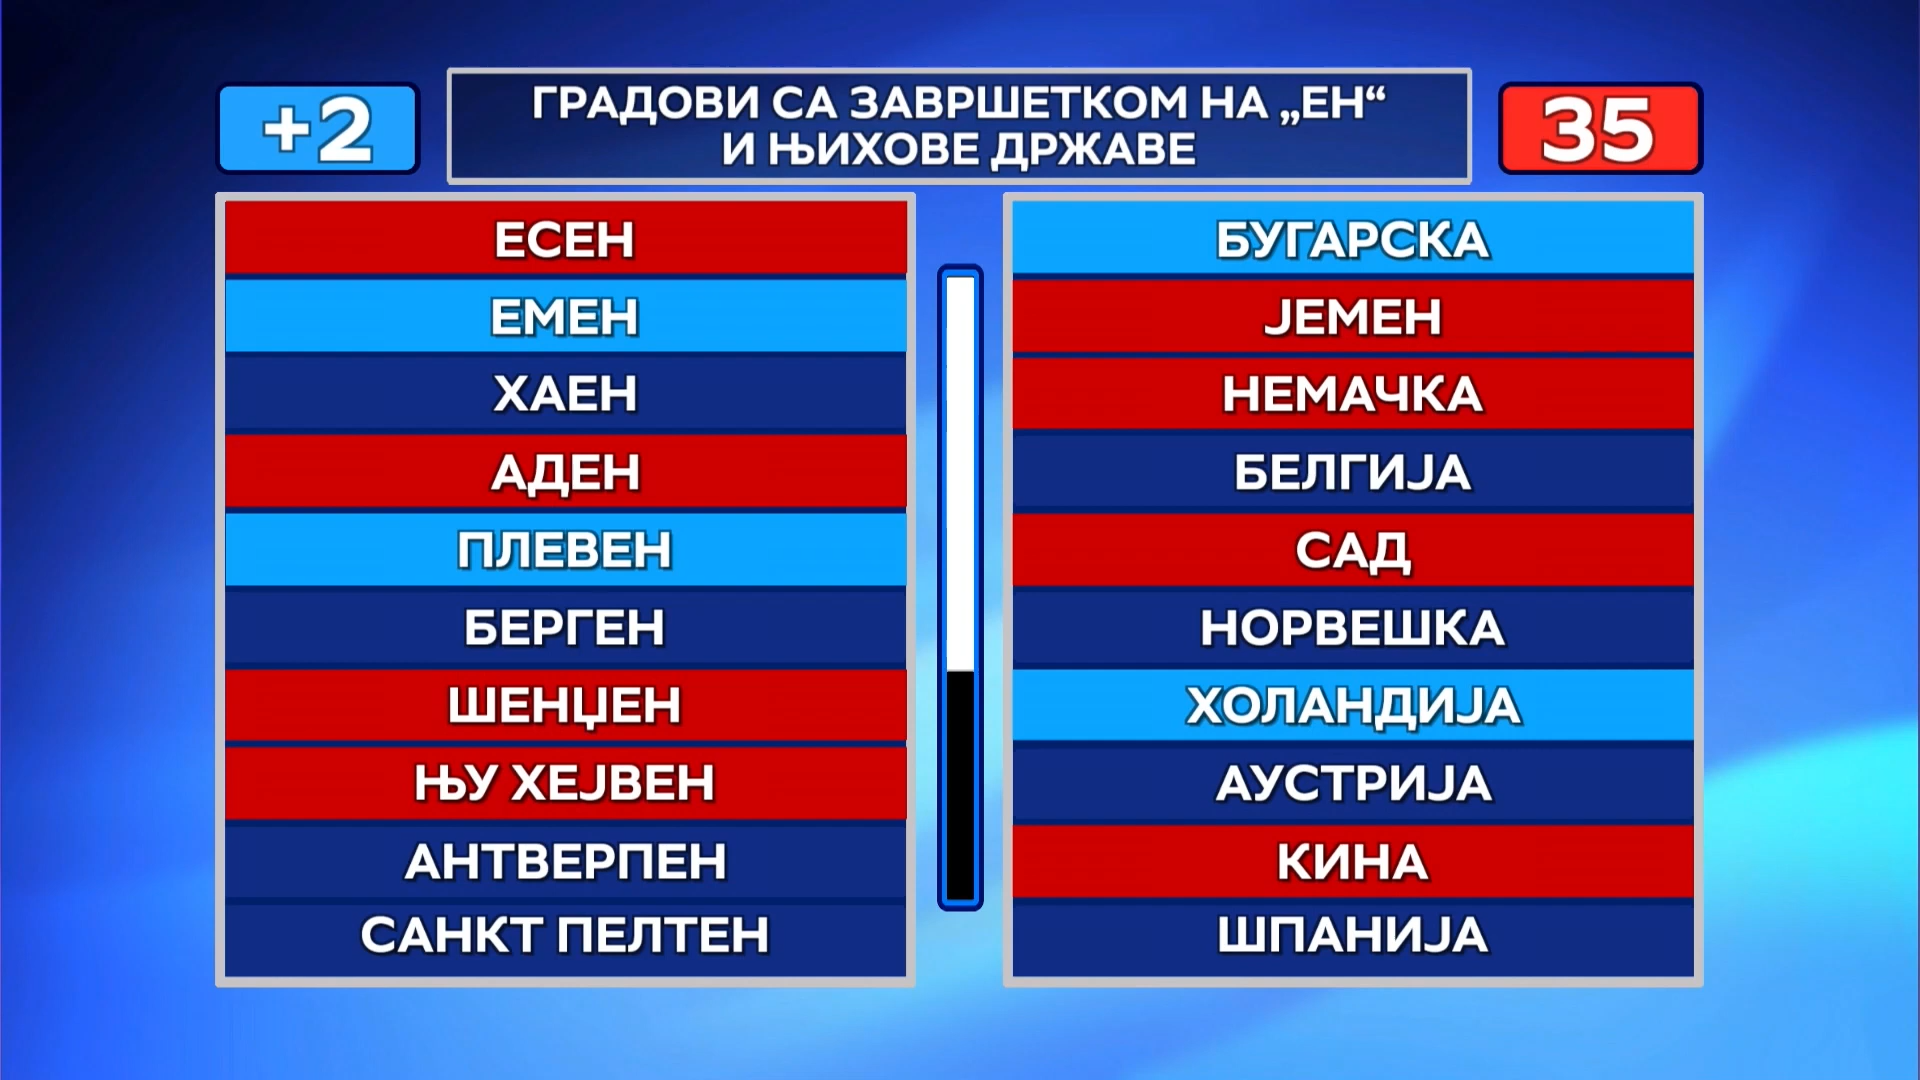 +2
ГРАДОВИ СА ЗАВРШЕТКОМ НА „ЕН“
И ЊИХОВЕ ДРЖАВЕ
35
ЕСЕН
ЕМЕН
ХАЕН
АДЕН
ПЛЕВЕН
БЕРГЕН
ШЕНЏЕН
ЊУ ХЕЈВЕН
АНТВЕРПЕН
САНКТ ПЕЛТЕН
БУГАРСКА
ЈЕМЕН
НЕМАЧКА
БЕЛГИЈА
САД
НОРВЕШКА
ХОЛАНДИЈА
АУСТРИЈА
КИНА
ШПАНИЈА